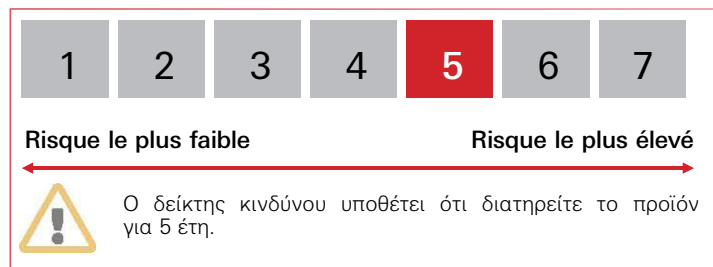 1 2 3 4 5 6 7
Risque le plus faible Risque le plus élevé
Ο δείκτης κινδύνου υποθέτει ότι διατηρείτε το προϊόν
για 5 έτη.